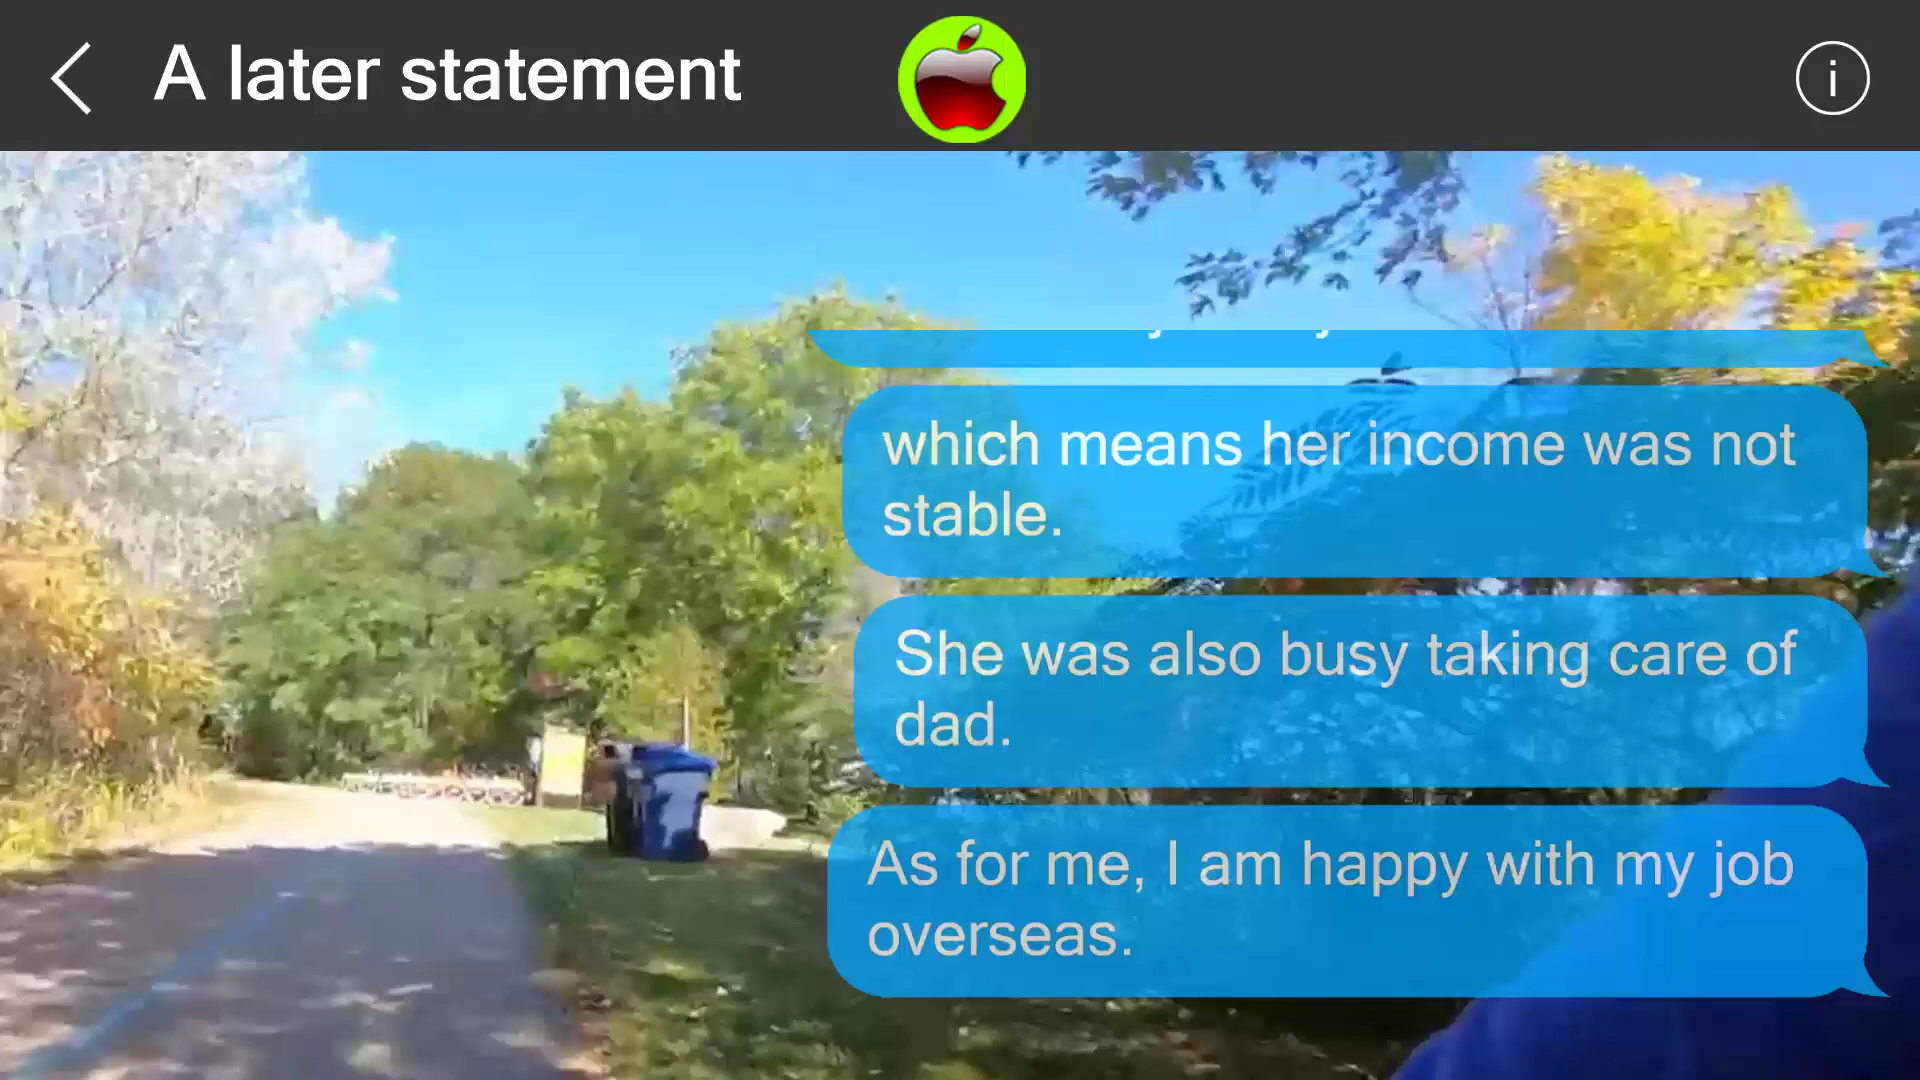 A later statement
which means her income was not
stable.
She was also busy taking care of
dad.
As for me, I am happy with my job
overseas.